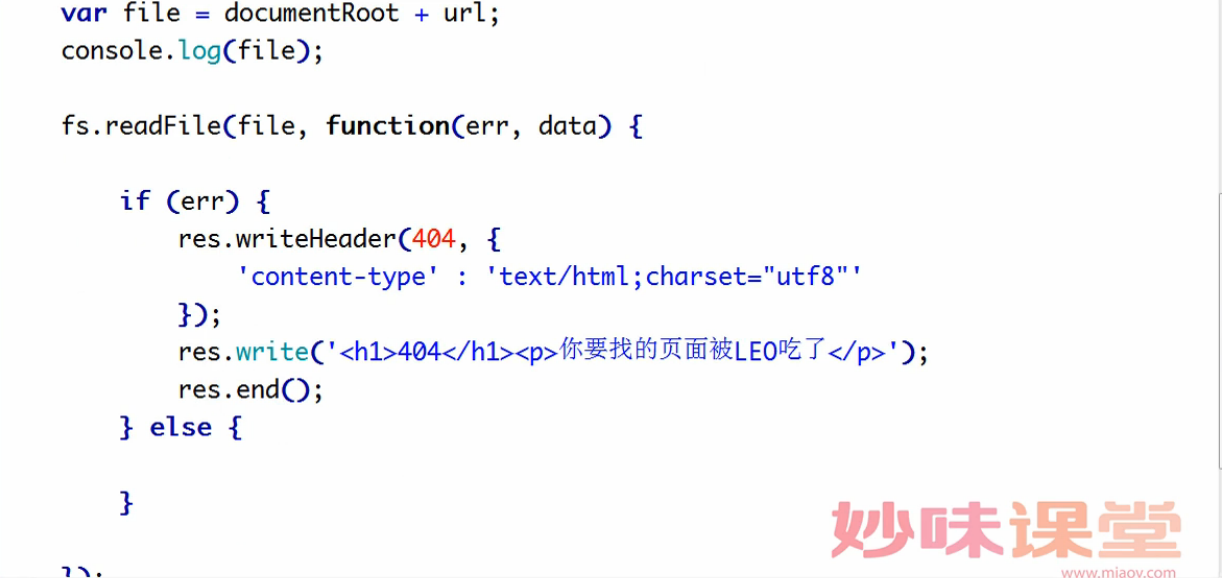 var file = documentRoot + url;
console.log(file);
fs.readFile(file, function(err, data) {
if (err) {
res.writeHeader(404, {
'content-type' : 'text/html;charset="utf8"'
});
res.write('<h1>404</h1><p>你要找的页面被LEO吃了</p>');
res.end();
} else {
}
});
妙味课堂
www.miaov.com